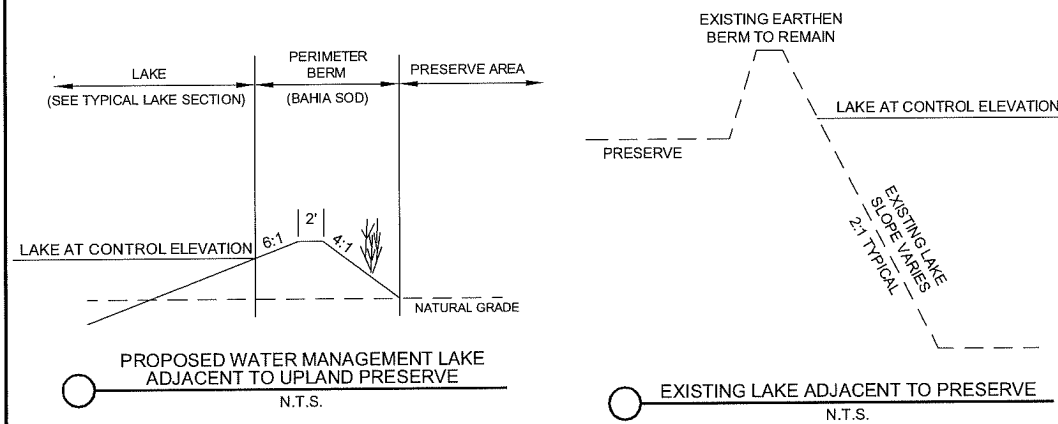 LAKE
(SEE TYPICAL LAKE SECTION)
PERIMETER
BERM
(BAHIA SOD)
PRESERVE AREA
LAKE AT CONTROL ELEVATION
6:1
2'
4:1
NATURAL GRADE
PROPOSED WATER MANAGEMENT LAKE
ADJACENT TO UPLAND PRESERVE
N.T.S.
EXISTING EARTHEN
BERM TO REMAIN
LAKE AT CONTROL ELEVATION
PRESERVE
EXISTING LAKE
SLOPE VARIES
2:1 TYPICAL
EXISTING LAKE ADJACENT TO PRESERVE
N.T.S.